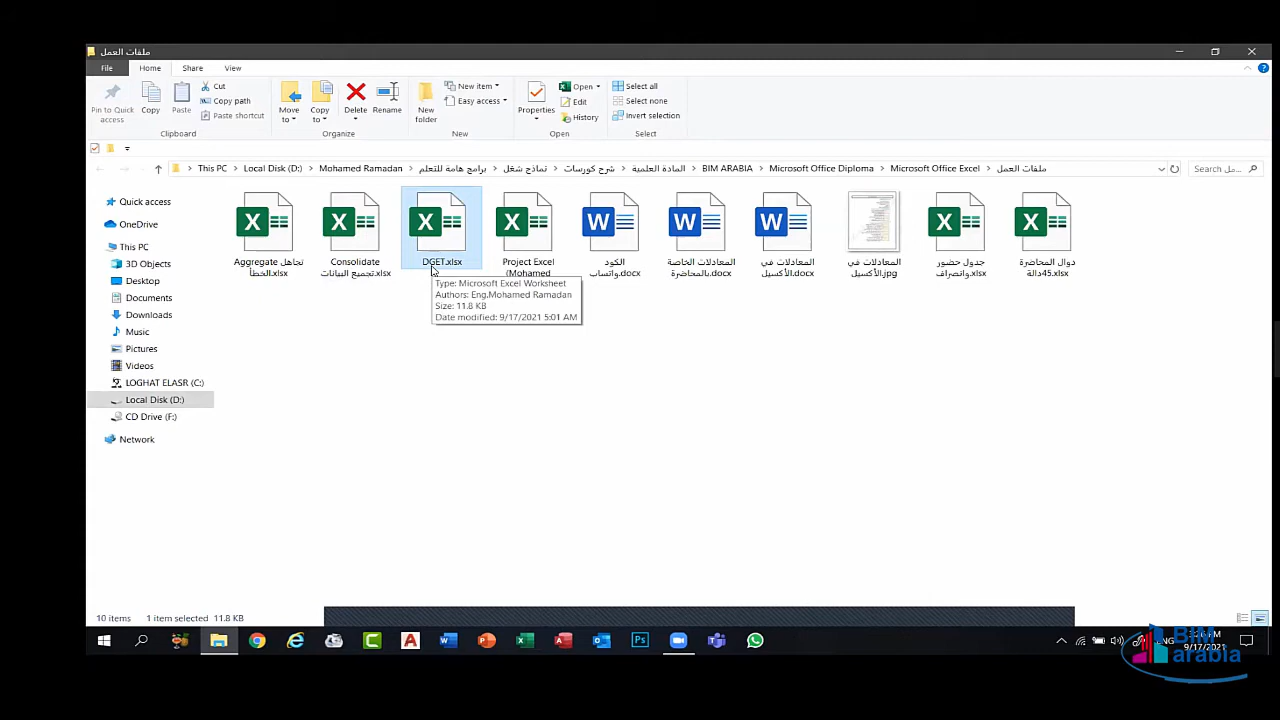 ملفات العمل
File Home Share View
Pin to Quick access
Copy
Paste
Cut
Copy path
Paste shortcut
Clipboard
Move to
Copy to
Delete
Rename
Organize
New folder
New item
Easy access
New
Properties
Open
Edit
History
Open
Select all
Select none
Invert selection
Select
This PC › Local Disk (D:) › Mohamed Ramadan › برامج هامة للتعلم › نماذج شغل › شرح كورسات › المادة العلمية › BIM ARABIA › Microsoft Office Diploma › Microsoft Office Excel › ملفات العمل
Search
Quick access
OneDrive
This PC
3D Objects
Desktop
Documents
Downloads
Music
Pictures
Videos
LOGHAT ELASR (C:)
Local Disk (D:)
CD Drive (F:)
Network
Aggregate تجاهل
الخطأ.xlsx
Consolidate
تجميع البيانات.xlsx
DGET.xlsx
Project Excel
(Mohamed
الكود
واتساب.docx
المعادلات الخاصة
بالمحاضرة.docx
المعادلات في
الأكسيل.docx
المعادلات في
الأكسيل.jpg
جدول حضور
وانصراف.xlsx
دوال المحاضرة
45دالة.xlsx
Type: Microsoft Excel Worksheet
Authors: Eng.Mohamed Ramadan
Size: 11.8 KB
Date modified: 9/17/2021 5:01 AM
10 items 1 item selected 11.8 KB
ENG
9/17/2021
BIM
arabia